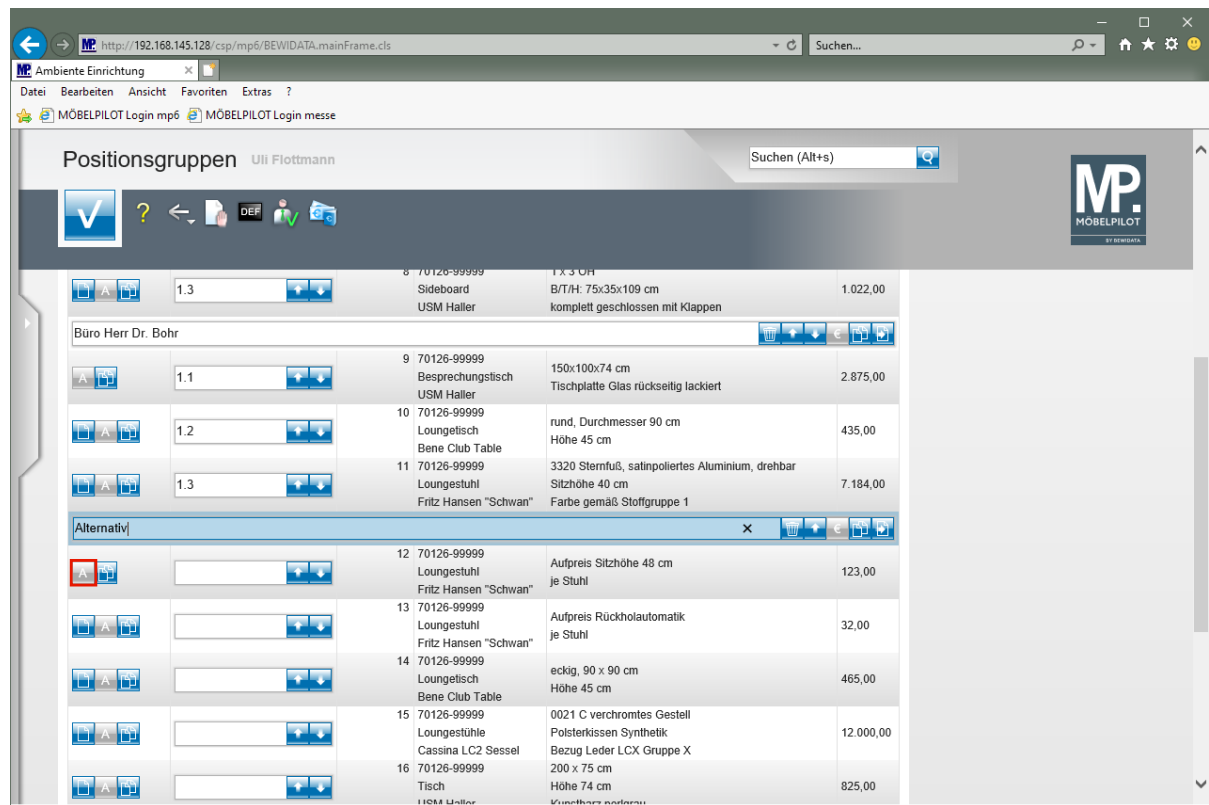 http://192.168.145.128/csp/mp6/BEWIDATA.mainFrame.cls
Suchen...
MP. Ambiente Einrichtung
Datei Bearbeiten Ansicht Favoriten Extras ?
MÖBELPILOT Login mp6 MÖBELPILOT Login messe
Positionsgruppen Uli Flottmann
Suchen (Alt+s)
MP.
MÖBELPILOT
BY BEWIDATA
? DEF
8 70126-99999 1 x 3 OH
A 1.3 Sideboard B/T/H: 75x35x109 cm 1.022,00
USM Haller komplett geschlossen mit Klappen
Büro Herr Dr. Bohr €
9 70126-99999 150x100x74 cm
A 1.1 Besprechungstisch Tischplatte Glas rückseitig lackiert 2.875,00
USM Haller
10 70126-99999 rund, Durchmesser 90 cm
A 1.2 Loungetisch Höhe 45 cm 435,00
Bene Club Table
11 70126-99999 3320 Sternfuß, satinpoliertes Aluminium, drehbar
A 1.3 Loungestuhl Sitzhöhe 40 cm 7.184,00
Fritz Hansen "Schwan" Farbe gemäß Stoffgruppe 1
Alternativ €
12 70126-99999 Aufpreis Sitzhöhe 48 cm
A Loungestuhl je Stuhl 123,00
Fritz Hansen "Schwan"
13 70126-99999 Aufpreis Rückholautomatik
A Loungestuhl je Stuhl 32,00
Fritz Hansen "Schwan"
14 70126-99999 eckig, 90 x 90 cm
A Loungetisch Höhe 45 cm 465,00
Bene Club Table
15 70126-99999 0021 C verchromtes Gestell
A Loungestühle Polsterkissen Synthetik 12.000,00
Cassina LC2 Sessel Bezug Leder LCX Gruppe X
16 70126-99999 200 x 75 cm
A Tisch Höhe 74 cm 825,00
USM Haller Kunstharz perlgrau